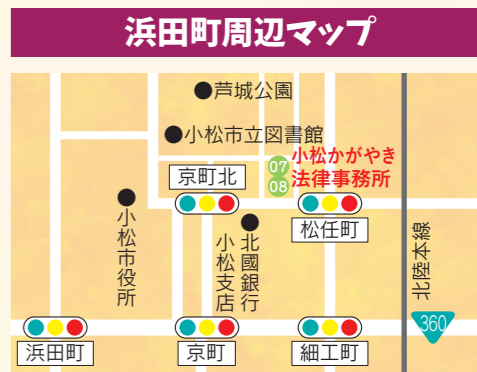 浜田町周辺マップ
●芦城公園
●小松市立図書館
07
08
小松かがやき
法律事務所
京町北
松任町
●小松市役所
●北國銀行
小松支店
北陸本線
360
浜田町
京町
細工町